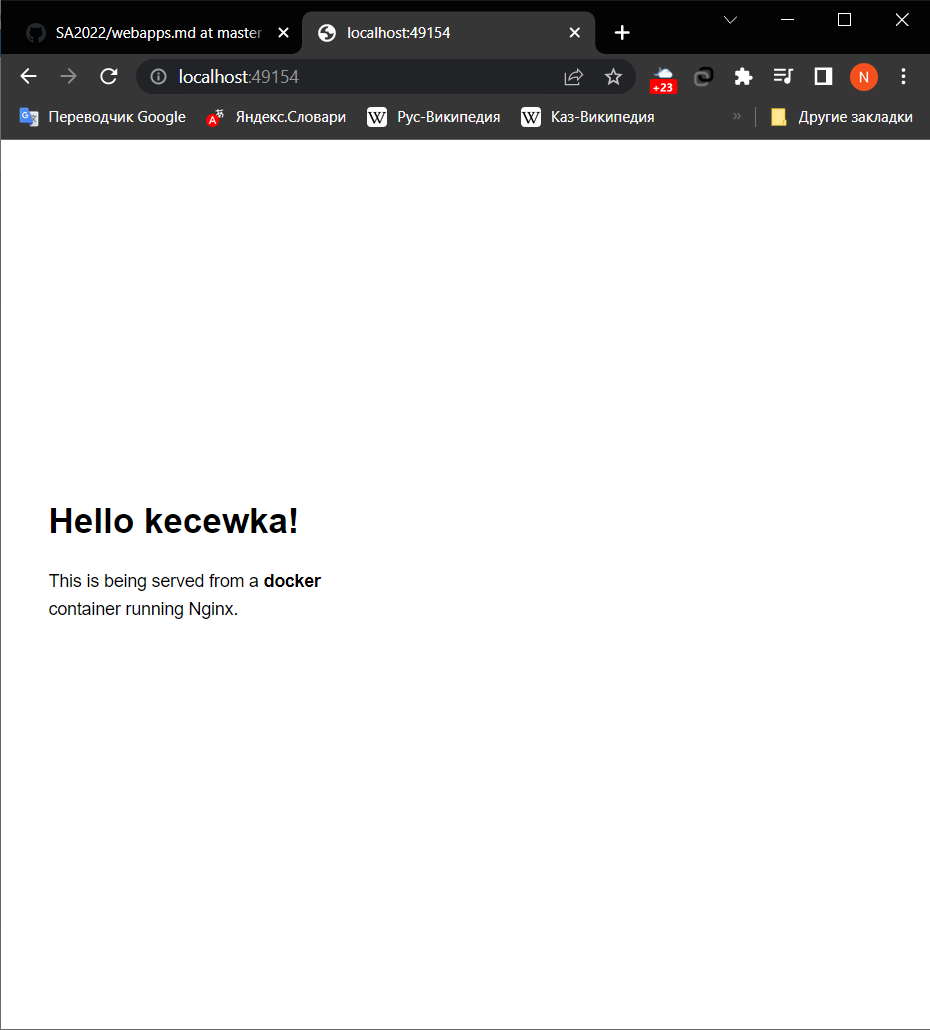 SA2022/webapps.md at master
localhost:49154
localhost:49154
+23
N
Переводчик Google
Яндекс.Словари
W Рус-Википедия
W Каз-Википедия
»
Другие закладки
Hello kecewka!
This is being served from a docker
container running Nginx.